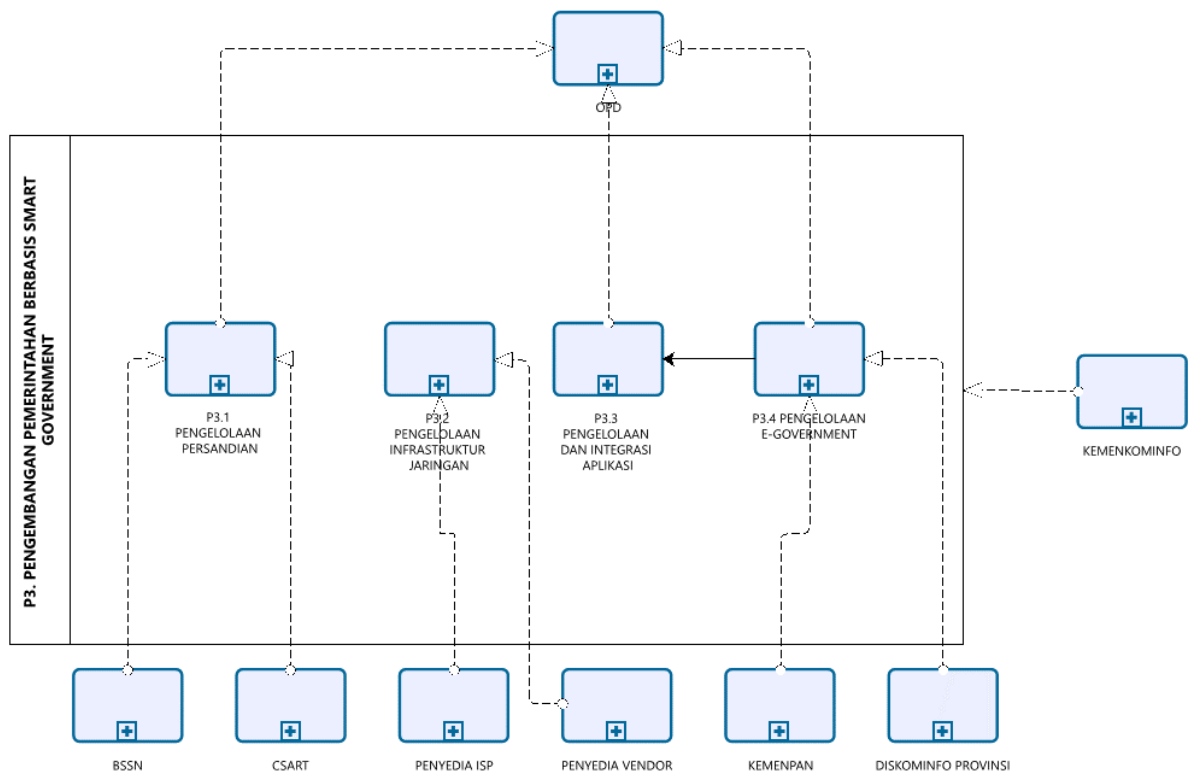 OPD
P3. PENGEMBANGAN PEMERINTAHAN BERBASIS SMART
GOVERNMENT
P3.1
PENGELOLAAN
PERSANDIAN
P3.2
PENGELOLAAN
INFRASTRUKTUR
JARINGAN
P3.3
PENGELOLAAN
DAN INTEGRASI
APLIKASI
P3.4 PENGELOLAAN
E-GOVERNMENT
KEMENKOMINFO
BSSN
CSART
PENYEDIA ISP
PENYEDIA VENDOR
KEMENPAN
DISKOMINFO PROVINSI